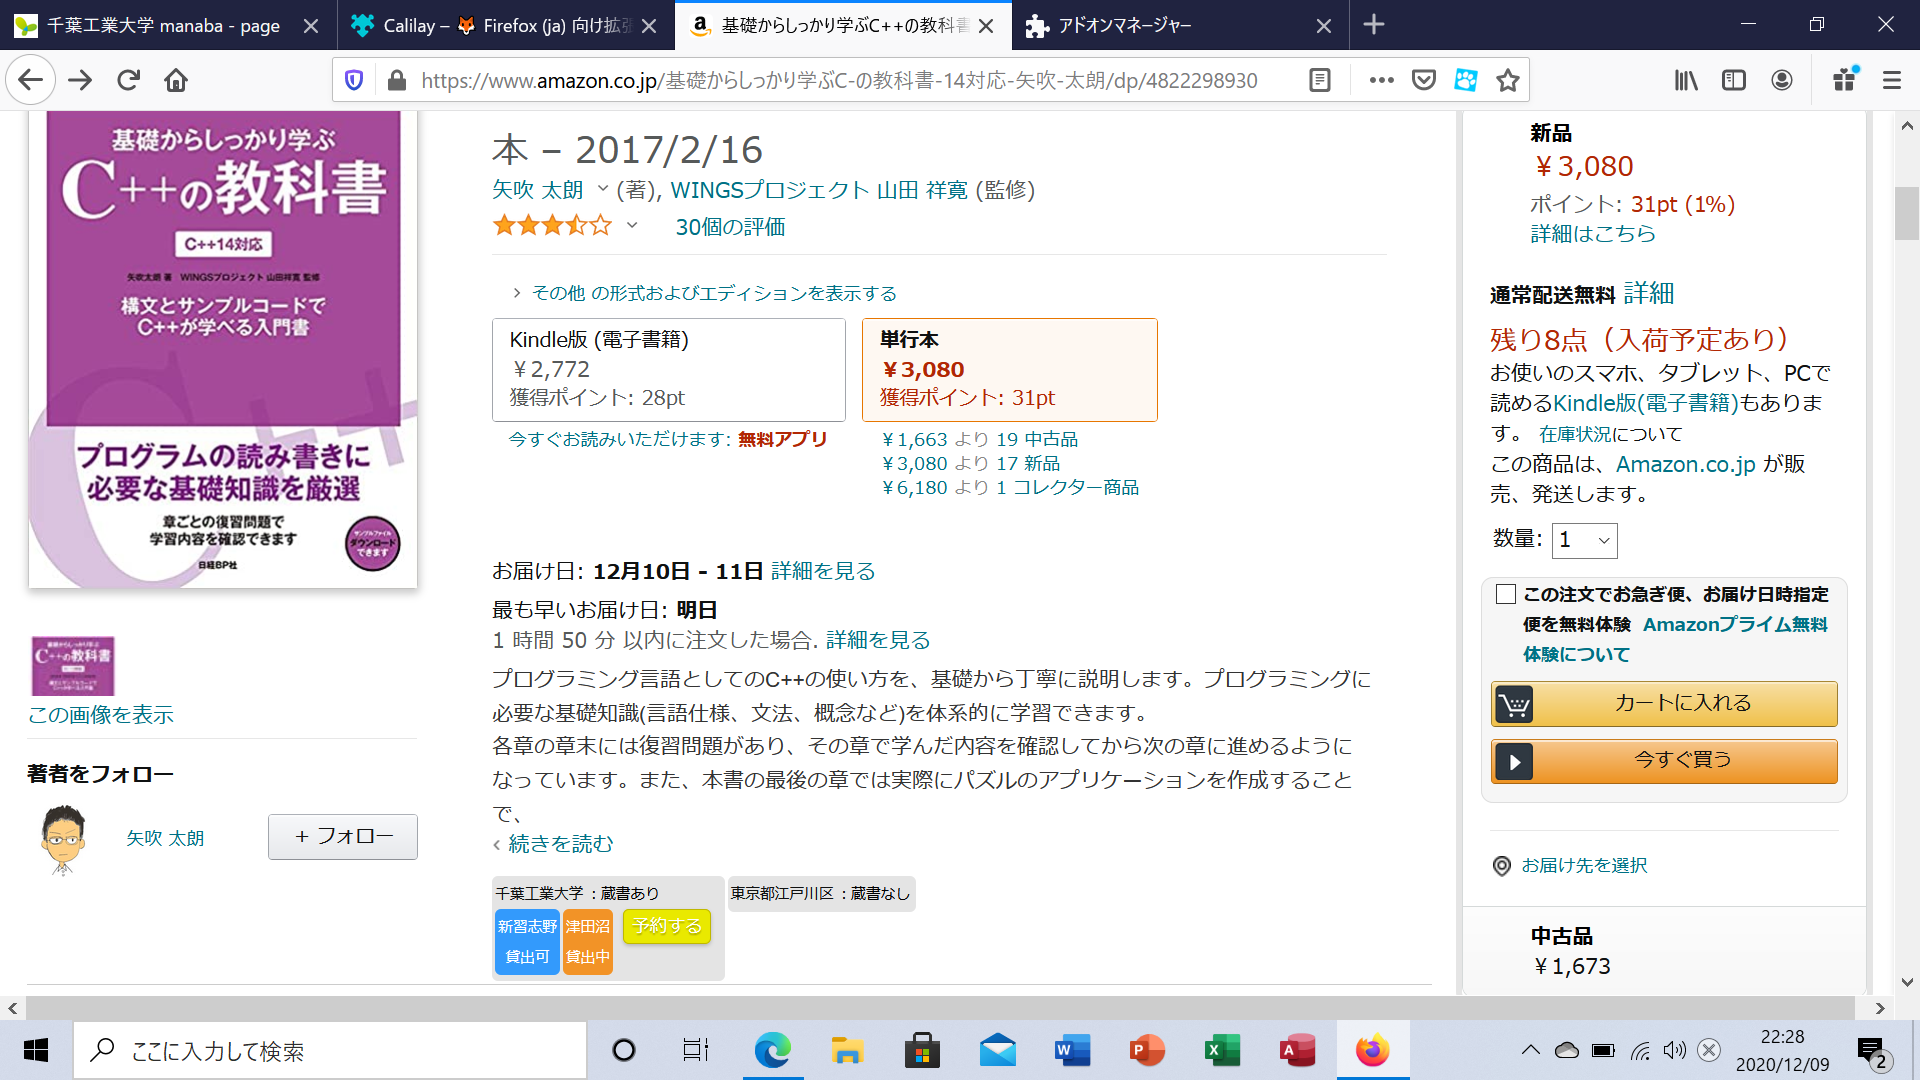 千葉工業大学 manaba - page
Calilay – Firefox (ja) 向け拡張
基礎からしっかり学ぶC++の教科書
アドオンマネージャー
https://www.amazon.co.jp/基礎からしっかり学ぶC-の教科書-14対応-矢吹-太朗/dp/4822298930
基礎からしっかり学ぶ
C++の教科書
C++14対応
矢吹太朗 著 WINGSプロジェクト 山田祥寛 監修
構文とサンプルコードで
C++が学べる入門書
プログラムの読み書きに
必要な基礎知識を厳選
章ごとの復習問題で
学習内容を確認できます
サンプルファイル
ダウンロード
できます
日経BP社
この画像を表示
著者をフォロー
矢吹 太朗
+ フォロー
本 – 2017/2/16
矢吹 太朗 (著), WINGSプロジェクト 山田 祥寛 (監修)
30個の評価
その他 の形式およびエディションを表示する
Kindle版 (電子書籍)
￥2,772
獲得ポイント: 28pt
今すぐお読みいただけます: 無料アプリ
単行本
￥3,080
獲得ポイント: 31pt
￥1,663 より 19 中古品
￥3,080 より 17 新品
￥6,180 より 1 コレクター商品
お届け日: 12月10日 - 11日 詳細を見る
最も早いお届け日: 明日
1 時間 50 分 以内に注文した場合. 詳細を見る
プログラミング言語としてのC++の使い方を、基礎から丁寧に説明します。プログラミングに
必要な基礎知識(言語仕様、文法、概念など)を体系的に学習できます。
各章の章末には復習問題があり、その章で学んだ内容を確認してから次の章に進めるように
なっています。また、本書の最後の章では実際にパズルのアプリケーションを作成すること
で、
続きを読む
千葉工業大学 ：蔵書あり
新習志野
貸出可
津田沼
貸出中
予約する
東京都江戸川区 ：蔵書なし
新品
￥3,080
ポイント: 31pt (1%)
詳細はこちら
通常配送無料 詳細
残り8点（入荷予定あり）
お使いのスマホ、タブレット、PCで
読めるKindle版(電子書籍)もありま
す。 在庫状況について
この商品は、Amazon.co.jp が販
売、発送します。
数量: 1
この注文でお急ぎ便、お届け日時指定
便を無料体験 Amazonプライム無料
体験について
カートに入れる
今すぐ買う
お届け先を選択
中古品
￥1,673
ここに入力して検索
22:28
2020/12/09
2